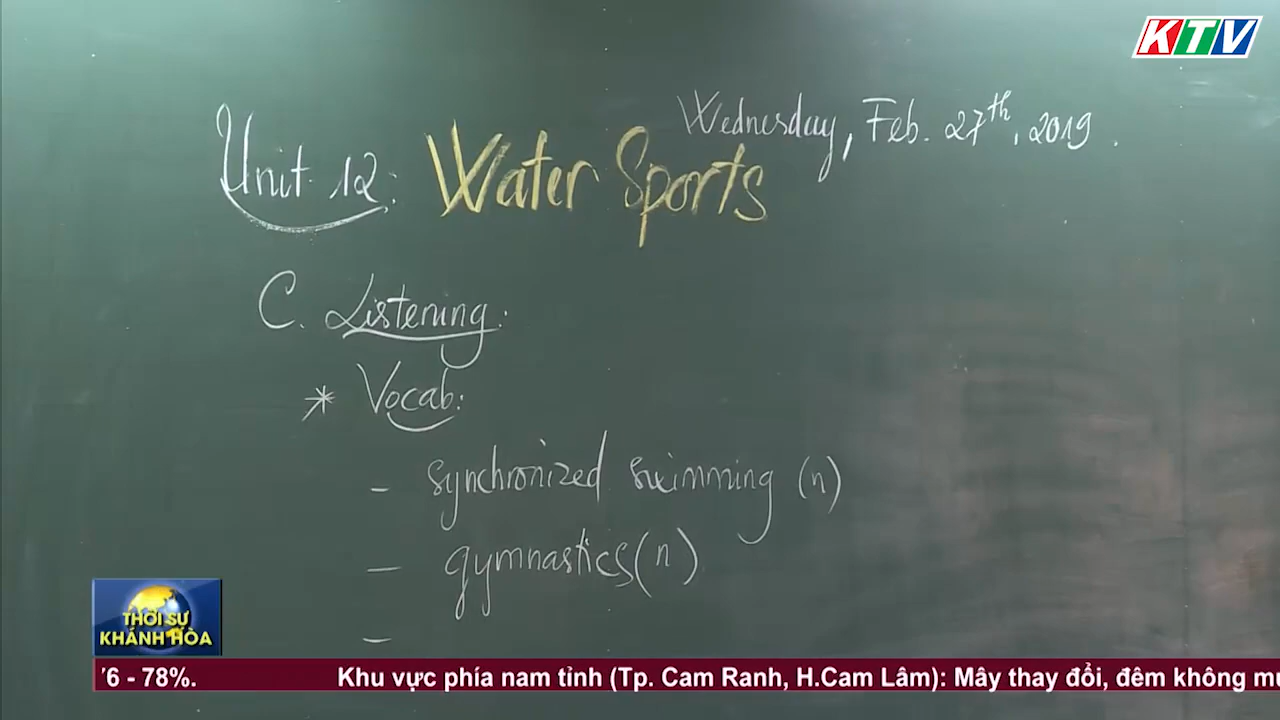 KTV
Wednesday, Feb. 27th, 2019.
Unit 12: Water Sports
C. Listening:
* Vocab:
- synchronized swimming (n)
- gymnastics (n)
-
THỜI SỰ
KHÁNH HÒA
76 - 78%. Khu vực phía nam tỉnh (Tp. Cam Ranh, H.Cam Lâm): Mây thay đổi, đêm không